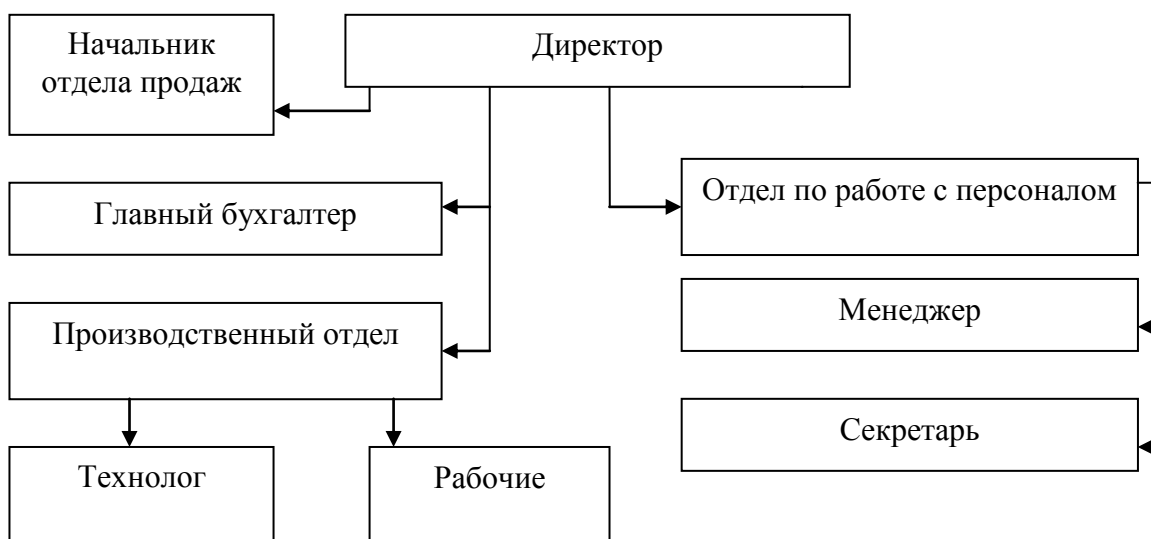 Начальник
отдела продаж
Директор
Отдел по работе с персоналом
Главный бухгалтер
Менеджер
Производственный отдел
Секретарь
Технолог
Рабочие